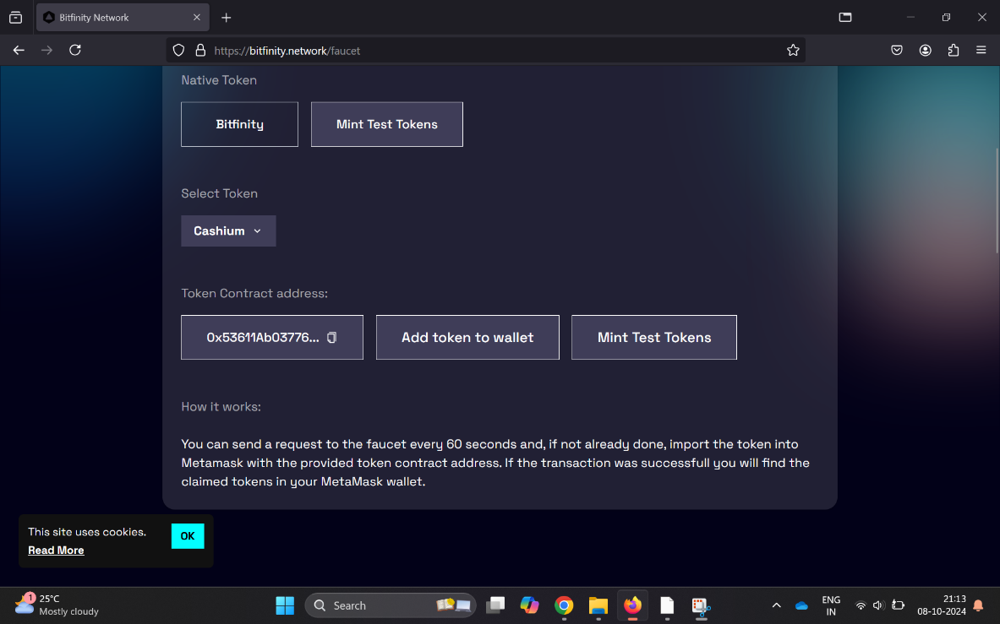 Bitfinity Network
https://bitfinity.network/faucet
Native Token
Bitfinity
Mint Test Tokens
Select Token
Cashium
Token Contract address:
0x53611Ab03776...
Add token to wallet
Mint Test Tokens
How it works:
You can send a request to the faucet every 60 seconds and, if not already done, import the token into
Metamask with the provided token contract address. If the transaction was successfull you will find the
claimed tokens in your MetaMask wallet.
This site uses cookies.
OK
Read More
1
25°C
Mostly cloudy
Search
ENG
IN
21:13
08-10-2024